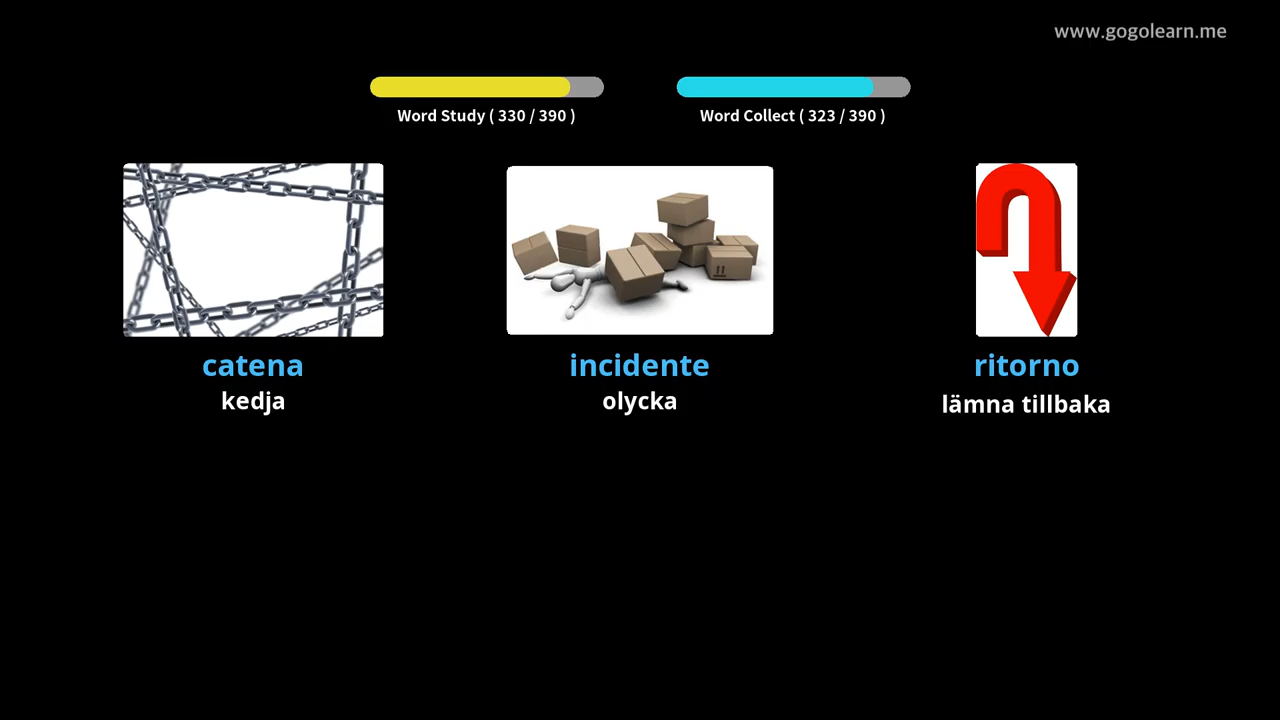 www.gogolearn.me
Word Study ( 330 / 390 )
Word Collect ( 323 / 390 )
catena
incidente
ritorno
kedja
olycka
lämna tillbaka